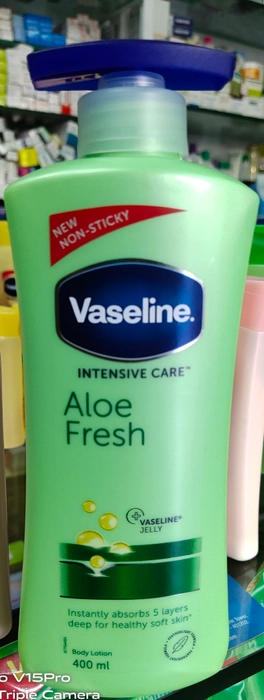 NEW
NON-STICKY
Vaseline.
INTENSIVE CARE™
Aloe
Fresh
VASELINE®
JELLY
Instantly absorbs 5 layers
deep for healthy soft skin*
Body Lotion
400 ml
o V15Pro
Triple Camera